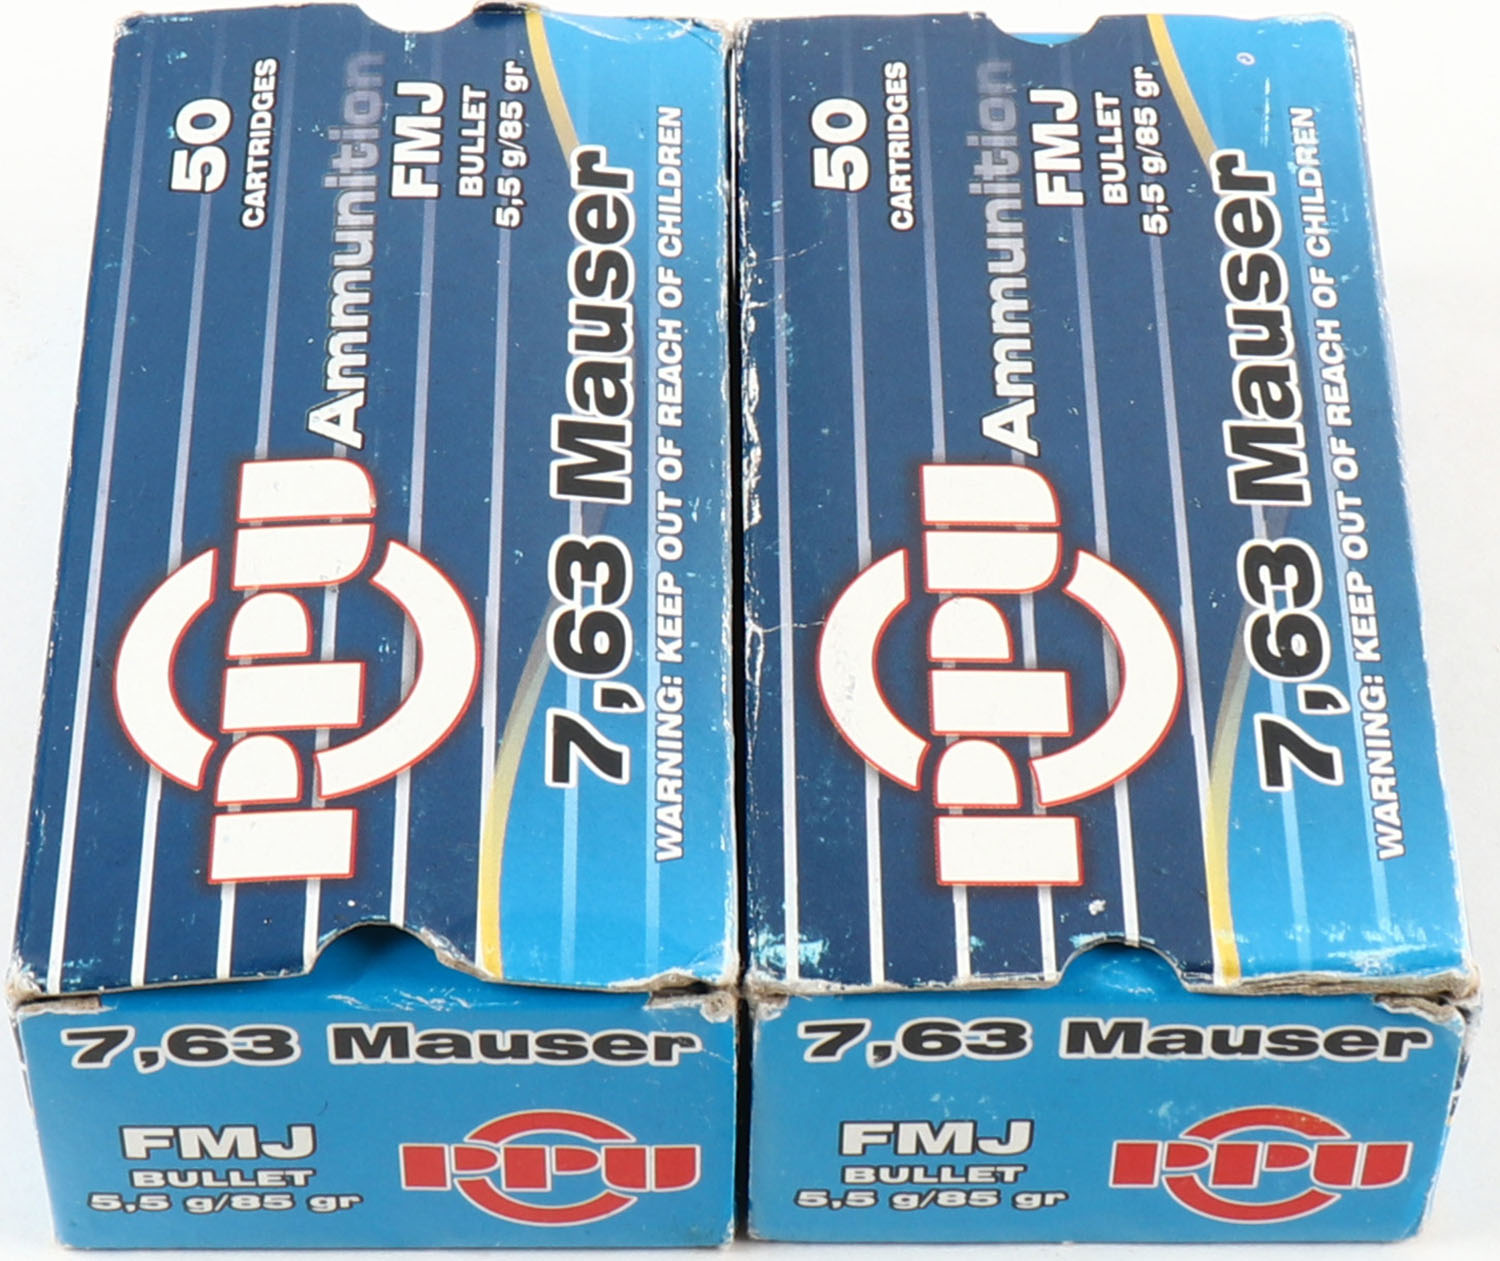 50
CARTRIDGES
PPU Ammunition
FMJ
BULLET
5,5 g/85 gr
7,63 Mauser
WARNING: KEEP OUT OF REACH OF CHILDREN
7,63 Mauser
FMJ
BULLET
5,5 g/85 gr
PPU
50
CARTRIDGES
PPU Ammunition
FMJ
BULLET
5,5 g/85 gr
7,63 Mauser
WARNING: KEEP OUT OF REACH OF CHILDREN
7,63 Mauser
FMJ
BULLET
5,5 g/85 gr
PPU